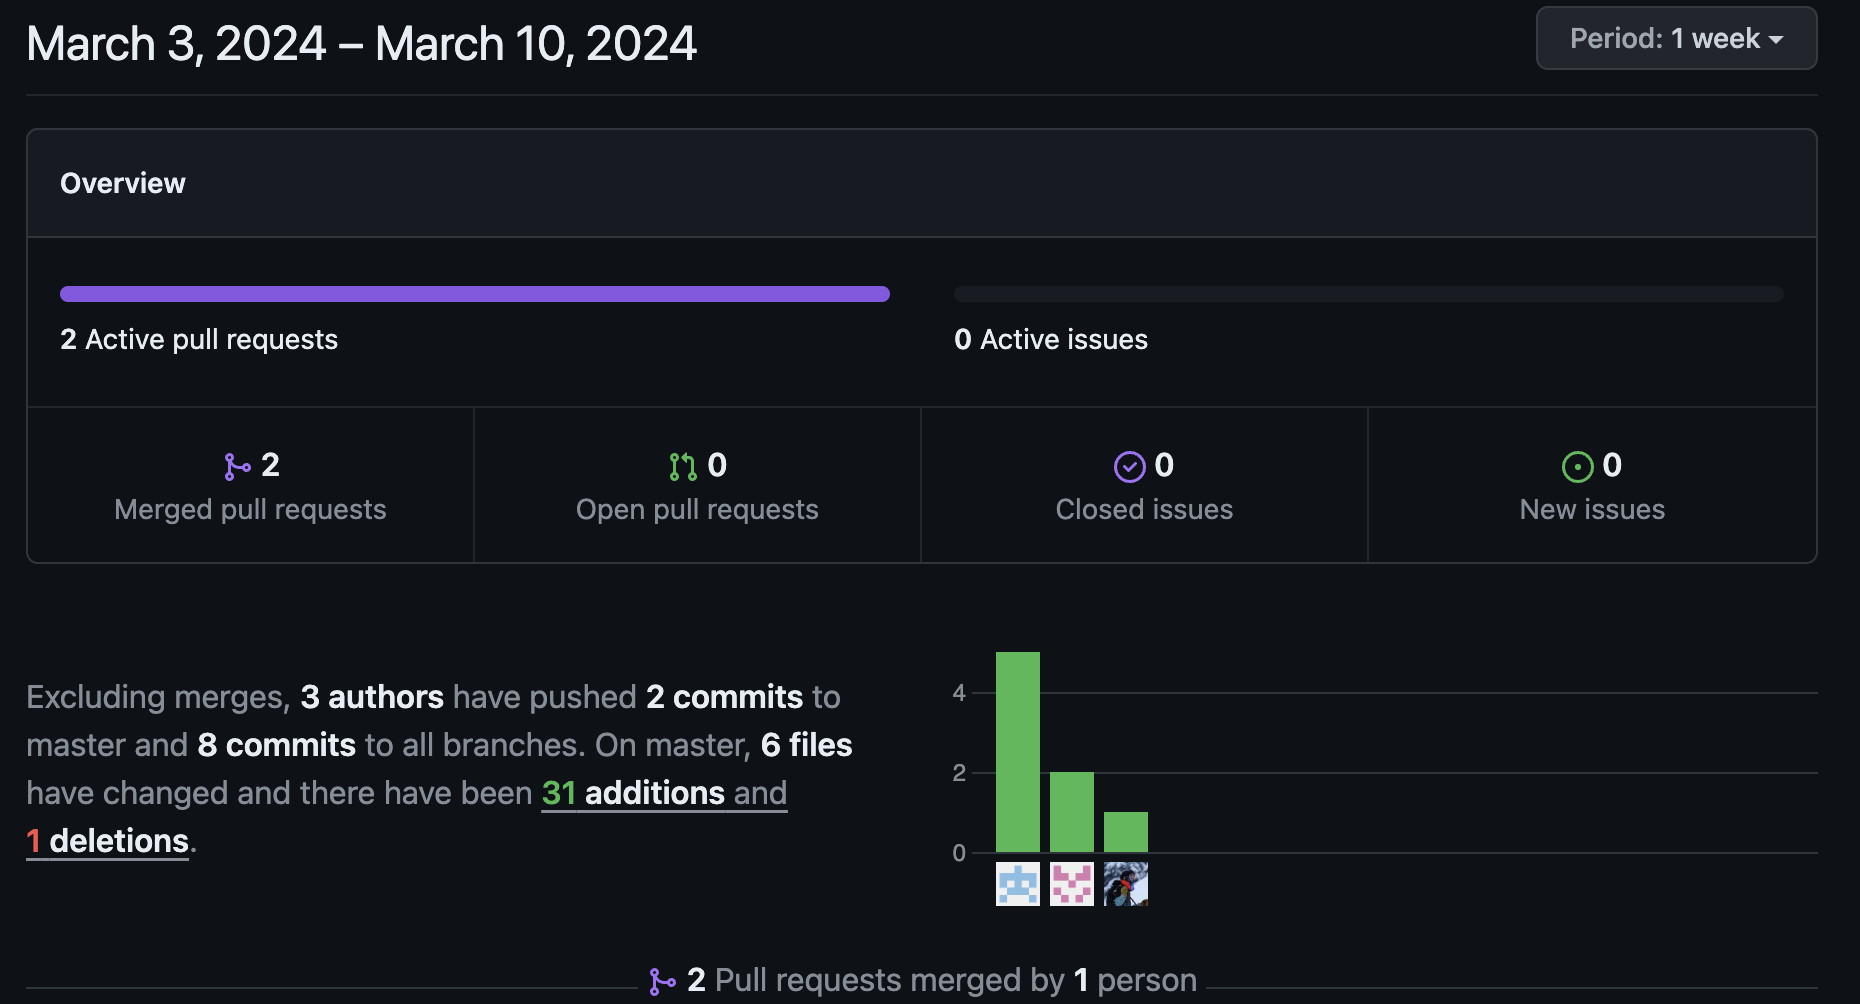 March 3, 2024 – March 10, 2024
Period: 1 week
Overview
2 Active pull requests
0 Active issues
2
Merged pull requests
0
Open pull requests
0
Closed issues
0
New issues
Excluding merges, 3 authors have pushed 2 commits to
master and 8 commits to all branches. On master, 6 files
have changed and there have been 31 additions and
1 deletions.
4
2
0
2 Pull requests merged by 1 person